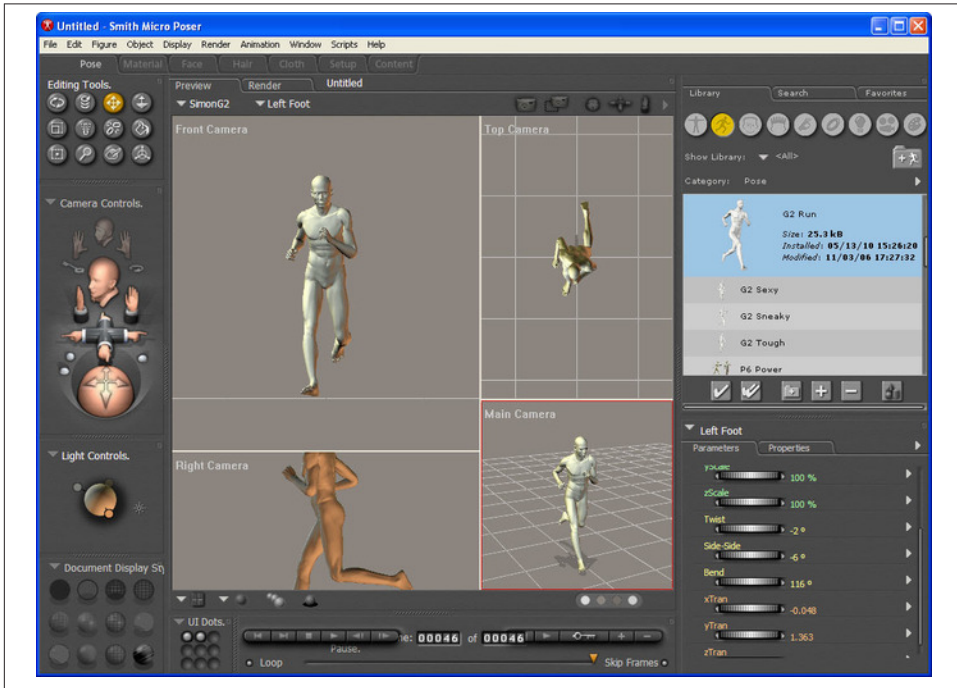 Untitled - Smith Micro Poser
File Edit Figure Object Display Render Animation Window Scripts Help
Pose Material Face Hair Cloth Setup Content
Editing Tools.
Camera Controls.
Light Controls.
Document Display Sty
Preview Render Untitled
SimonG2 Left Foot
Front Camera
Top Camera
Right Camera
Main Camera
UI Dots.
me: 00046 of 00046
Pause.
Loop Skip Frames
Library Search Favorites
Show Library: <All>
Category: Pose
G2 Run
Size: 25.3 kB
Installed: 05/13/10 15:26:20
Modified: 11/03/06 17:27:32
G2 Sexy
G2 Sneaky
G2 Tough
P6 Power
Left Foot
Parameters Properties
yScale
100 %
zScale
100 %
Twist
-2 º
Side-Side
-6 º
Bend
116 º
xTran
-0.048
yTran
1.363
zTran